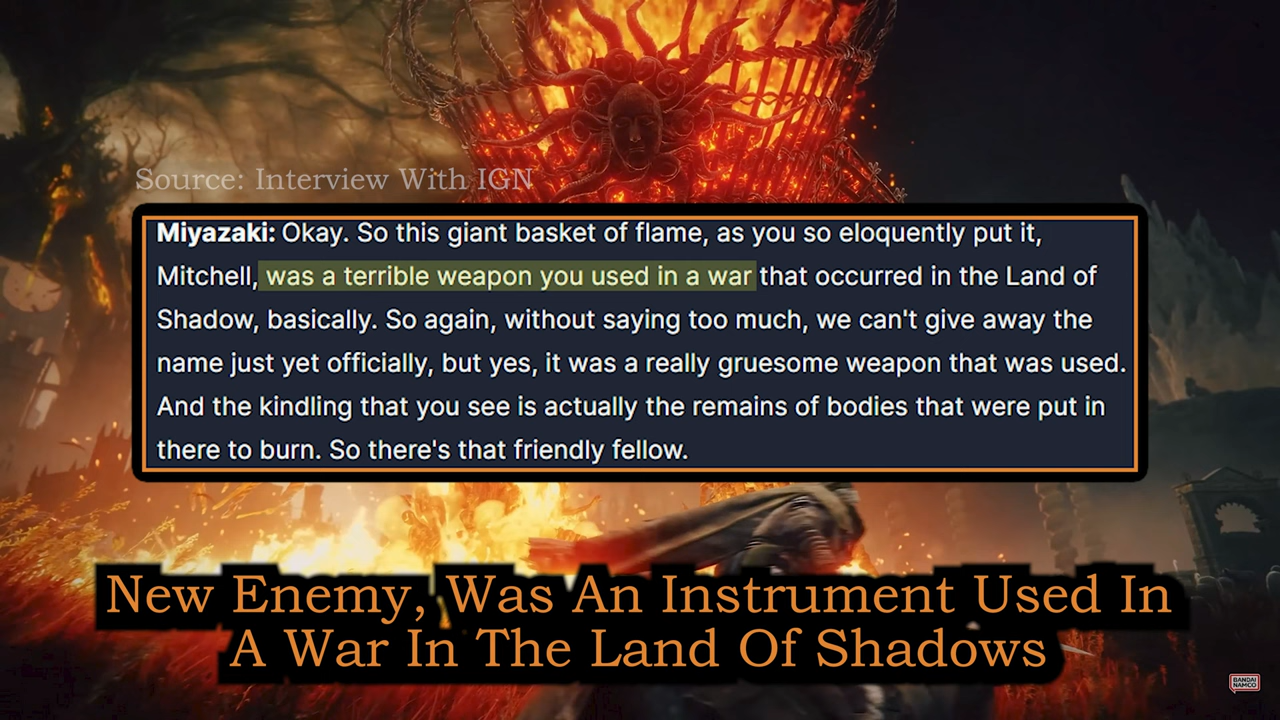 Source: Interview With IGN
Miyazaki: Okay. So this giant basket of flame, as you so eloquently put it,
Mitchell, was a terrible weapon you used in a war that occurred in the Land of
Shadow, basically. So again, without saying too much, we can't give away the
name just yet officially, but yes, it was a really gruesome weapon that was used.
And the kindling that you see is actually the remains of bodies that were put in
there to burn. So there's that friendly fellow.
New Enemy, Was An Instrument Used In
A War In The Land Of Shadows
BANDAI
NAMCO